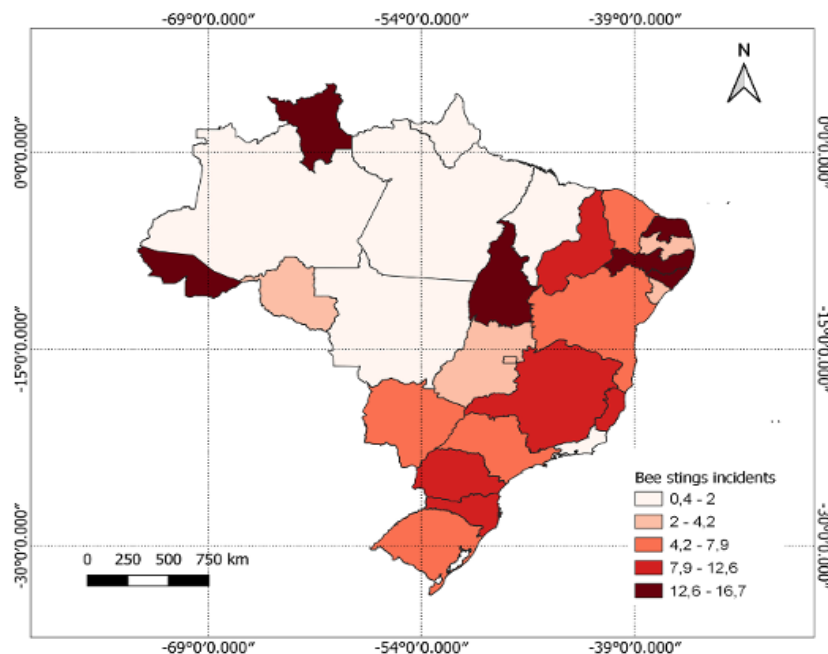 -69°0'0.000″ -54°0'0.000″ -39°0'0.000″
N
0°0'0.000″ 0°0'0.000″
-15°0'0.000″ -15°0'0.000″
Bee stings incidents
0,4 - 2
2 - 4,2
4,2 - 7,9
7,9 - 12,6
12,6 - 16,7
-30°0'0.000″ -30°0'0.000″
0 250 500 750 km
-69°0'0.000″ -54°0'0.000″ -39°0'0.000″